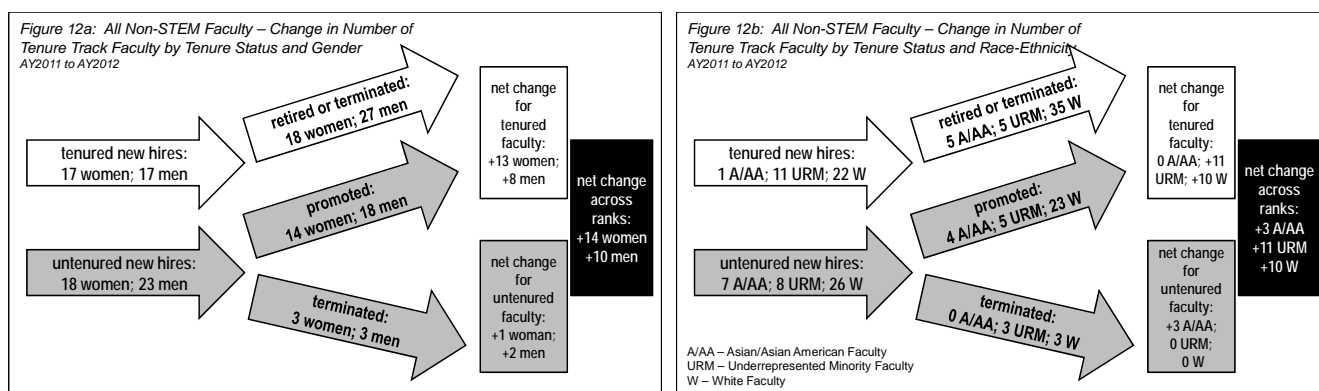 Figure 12a: All Non-STEM Faculty – Change in Number of
Tenure Track Faculty by Tenure Status and Gender
AY2011 to AY2012
retired or terminated:
18 women; 27 men
tenured new hires:
17 women; 17 men
promoted:
14 women; 18 men
untenured new hires:
18 women; 23 men
terminated:
3 women; 3 men
net change
for
tenured
faculty:
+13 women;
+8 men
net change
for
untenured
faculty:
+1 woman;
+2 men
net change
across
ranks:
+14 women
+10 men
Figure 12b: All Non-STEM Faculty – Change in Number of
Tenure Track Faculty by Tenure Status and Race-Ethnicity
AY2011 to AY2012
retired or terminated:
5 A/AA; 5 URM; 35 W
tenured new hires:
1 A/AA; 11 URM; 22 W
promoted:
4 A/AA; 5 URM; 23 W
untenured new hires:
7 A/AA; 8 URM; 26 W
terminated:
0 A/AA; 3 URM; 3 W
net change
for
tenured
faculty:
0 A/AA; +11
URM; +10 W
net change
for
untenured
faculty:
+3 A/AA;
0 URM;
0 W
net change
across
ranks:
+3 A/AA
+11 URM
+10 W
A/AA – Asian/Asian American Faculty
URM – Underrepresented Minority Faculty
W – White Faculty